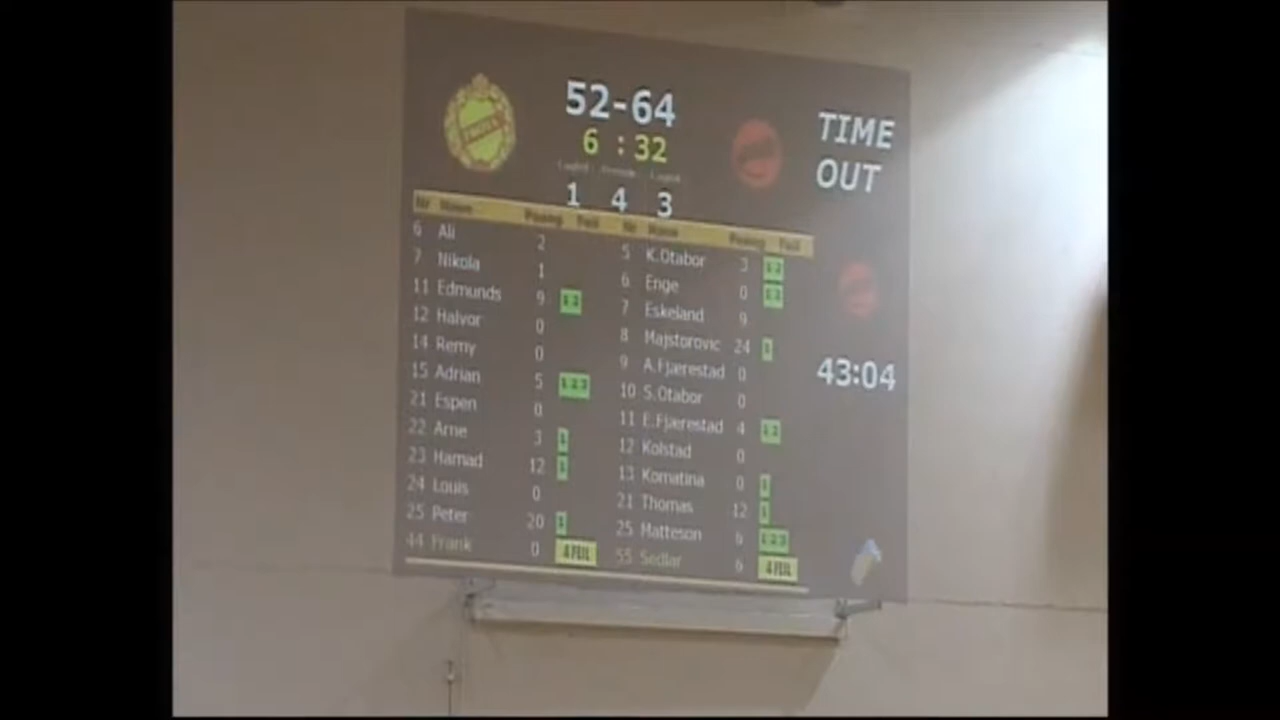 52-64
6 : 32
1 4 3
TIME
OUT
43:04
Nr Navn Poeng Feil
6 Ali 2
7 Nikola 1
11 Edmunds 9 1 2
12 Halvor 0
14 Remy 0
15 Adrian 5 1 2 3
21 Espen 0
22 Arne 3 1
23 Hamad 12 1
24 Louis 0
25 Peter 20 1
44 Frank 0 4 FEIL
Nr Navn Poeng Feil
5 K.Otabor 3 1 2
6 Enge 0 1 2
7 Eskeland 9
8 Majstorovic 24 1
9 A.Fjærestad 0
10 S.Otabor 0
11 E.Fjærestad 4 1 2
12 Kolstad 0
13 Komatina 0 1
21 Thomas 12 1
25 Matteson 6 1 2 3
55 Sedlar 6 4 FEIL